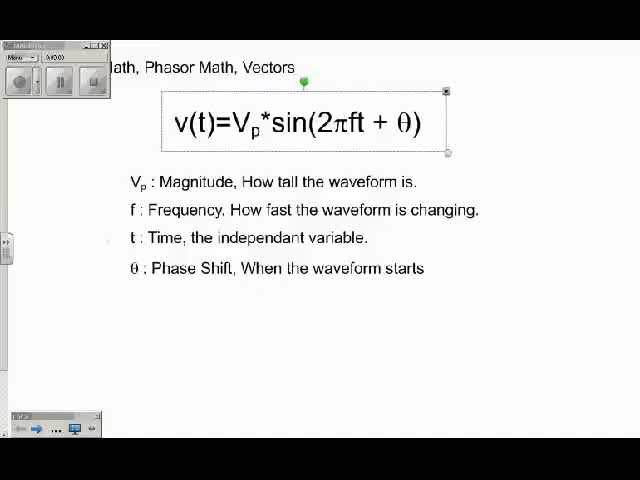 Mono
ath, Phasor Math, Vectors
v(t)=Vp*sin(2πft + θ)
Vp : Magnitude, How tall the waveform is.
f : Frequency, How fast the waveform is changing.
t : Time, the independant variable.
θ : Phase Shift, When the waveform starts